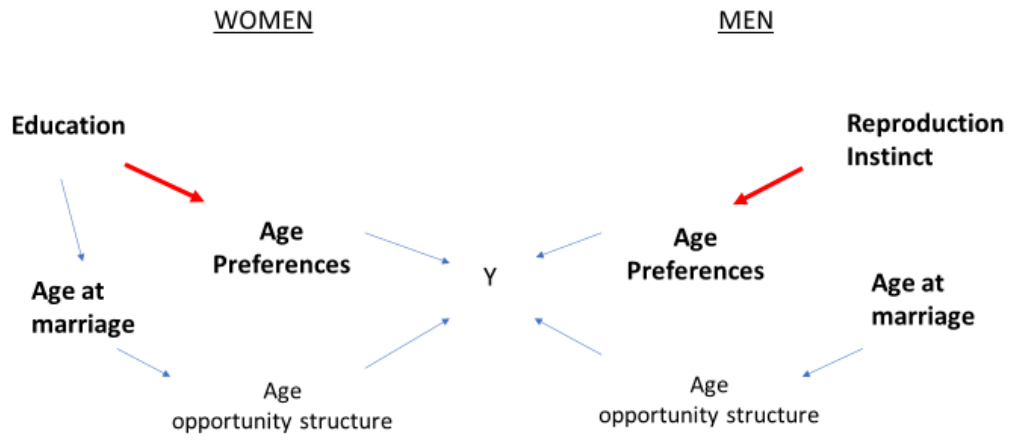 WOMEN
MEN
Education
Reproduction
Instinct
Age
Preferences
Y
Age
Preferences
Age at
marriage
Age at
marriage
Age
opportunity structure
Age
opportunity structure